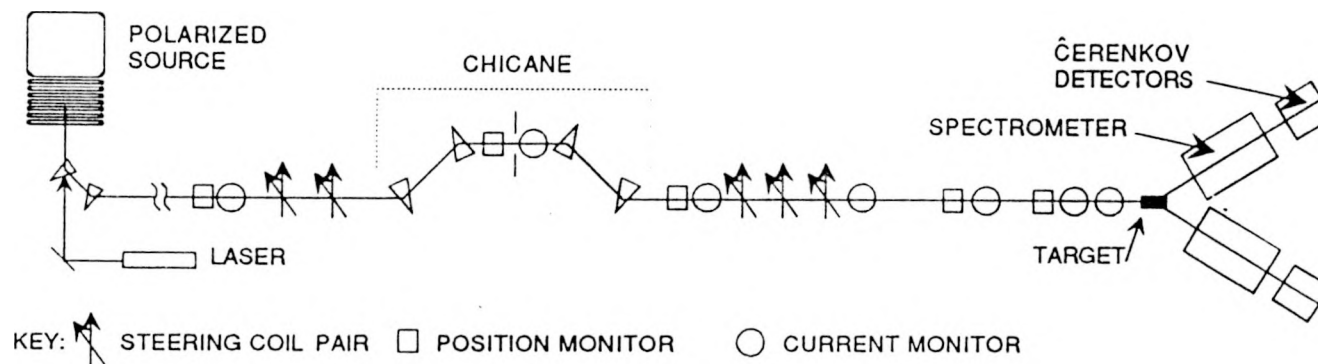 POLARIZED
SOURCE
CHICANE
ĈERENKOV
DETECTORS
SPECTROMETER
LASER
TARGET
KEY: STEERING COIL PAIR POSITION MONITOR CURRENT MONITOR